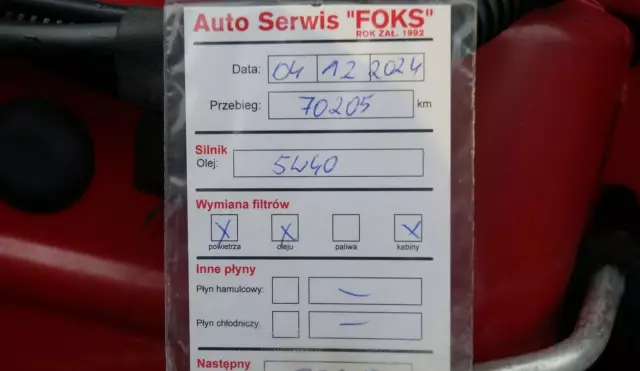 Auto Serwis "FOKS"
ROK ZAŁ. 1992
Data: 04 12 2024
Przebieg: 70205 km
Silnik
Olej: 5W40
Wymiana filtrów
X X X
powietrza oleju paliwa kabiny
Inne płyny
Płyn hamulcowy: —
Płyn chłodniczy: —
Następny